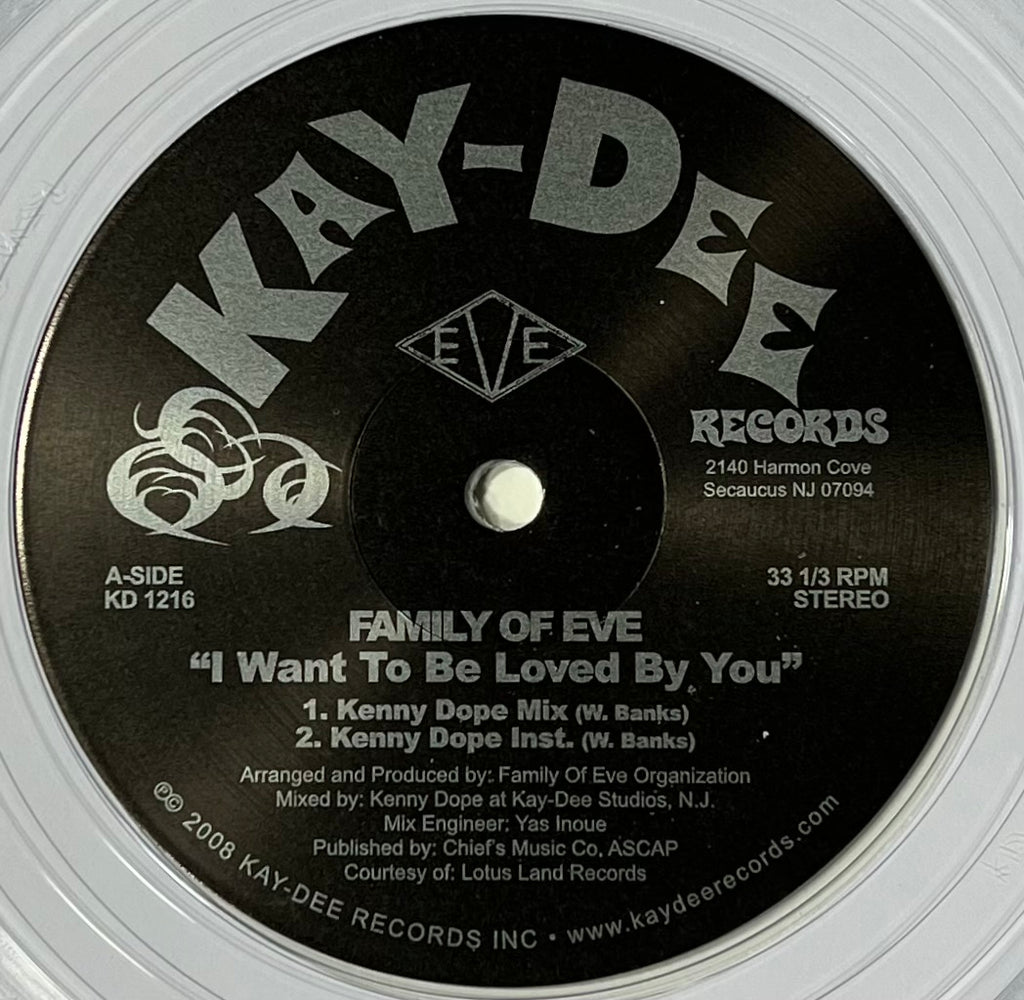 KAY-DEE
EVE
RECORDS
2140 Harmon Cove
Secaucus NJ 07094
A-SIDE
KD 1216
33 1/3 RPM
STEREO
FAMILY OF EVE
“I Want To Be Loved By You”
1. Kenny Dope Mix (W. Banks)
2. Kenny Dope Inst. (W. Banks)
Arranged and Produced by: Family Of Eve Organization
Mixed by: Kenny Dope at Kay-Dee Studios, N.J.
Mix Engineer: Yas Inoue
Published by: Chief's Music Co. ASCAP
Courtesy of: Lotus Land Records
℗© 2008 KAY-DEE RECORDS INC • www.kaydeerecords.com